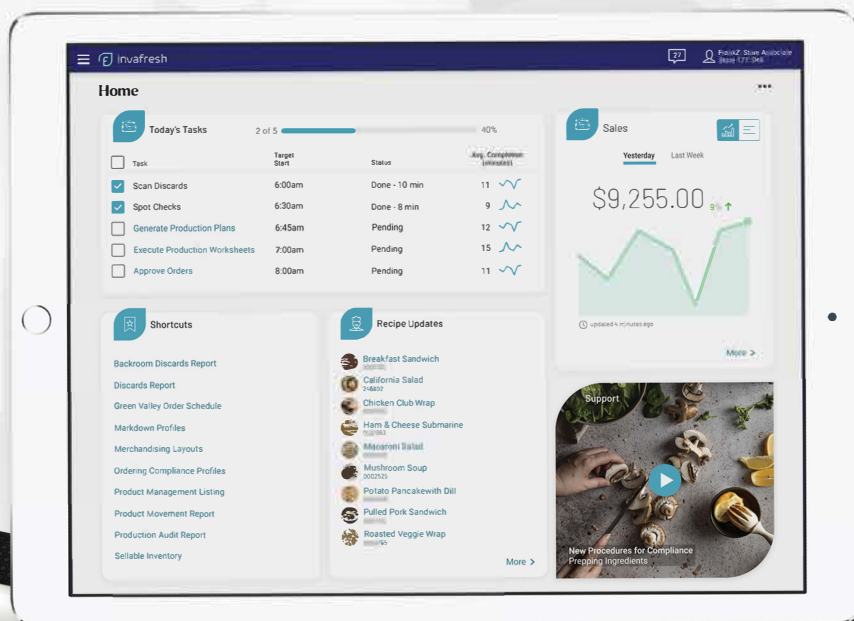 invafresh
27
Home
Today's Tasks
2 of 5
40%
Task
Target
Start
Status
Avg.
Scan Discards
6:00am
Done - 10 min
11
Spot Checks
6:30am
Done - 8 min
9
Generate Production Plans
6:45am
Pending
12
Execute Production Worksheets
7:00am
Pending
15
Approve Orders
8:00am
Pending
11
Sales
Yesterday
Last Week
$9,255.00
9%
updated 4 minutes ago
More >
Shortcuts
Backroom Discards Report
Discards Report
Green Valley Order Schedule
Markdown Profiles
Merchandising Layouts
Ordering Compliance Profiles
Product Management Listing
Product Movement Report
Production Audit Report
Sellable Inventory
Recipe Updates
Breakfast Sandwich
California Salad
Chicken Club Wrap
Ham & Cheese Submarine
Macaroni Salad
Mushroom Soup
0002525
Potato Pancakewith Dill
Pulled Pork Sandwich
Roasted Veggie Wrap
More >
Support
New Procedures for Compliance
Prepping Ingredients